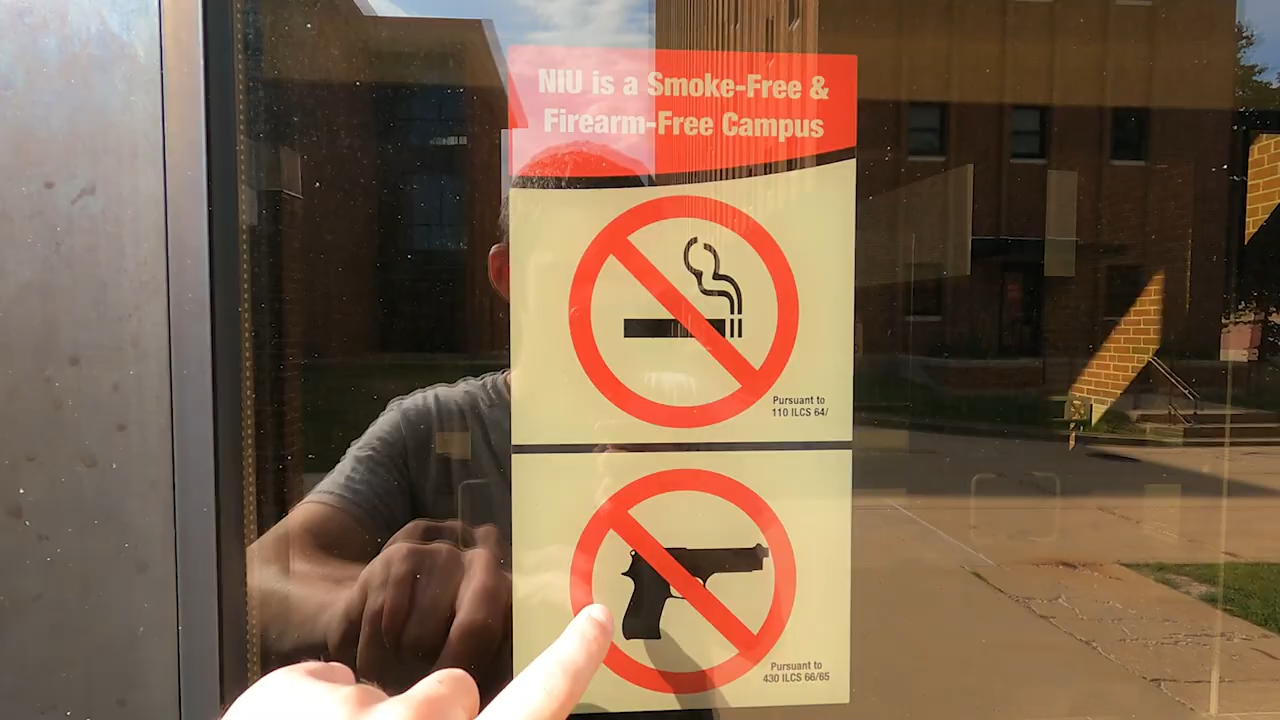 NIU is a Smoke-Free &
Firearm-Free Campus
Pursuant to
110 ILCS 64/
Pursuant to
430 ILCS 66/65